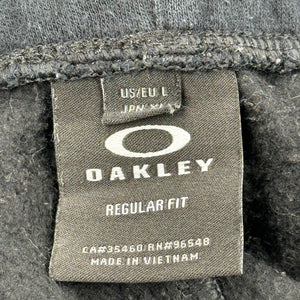 US/EU L
JPN XL
OAKLEY
REGULAR FIT
CA#35460/RN#96548
MADE IN VIETNAM